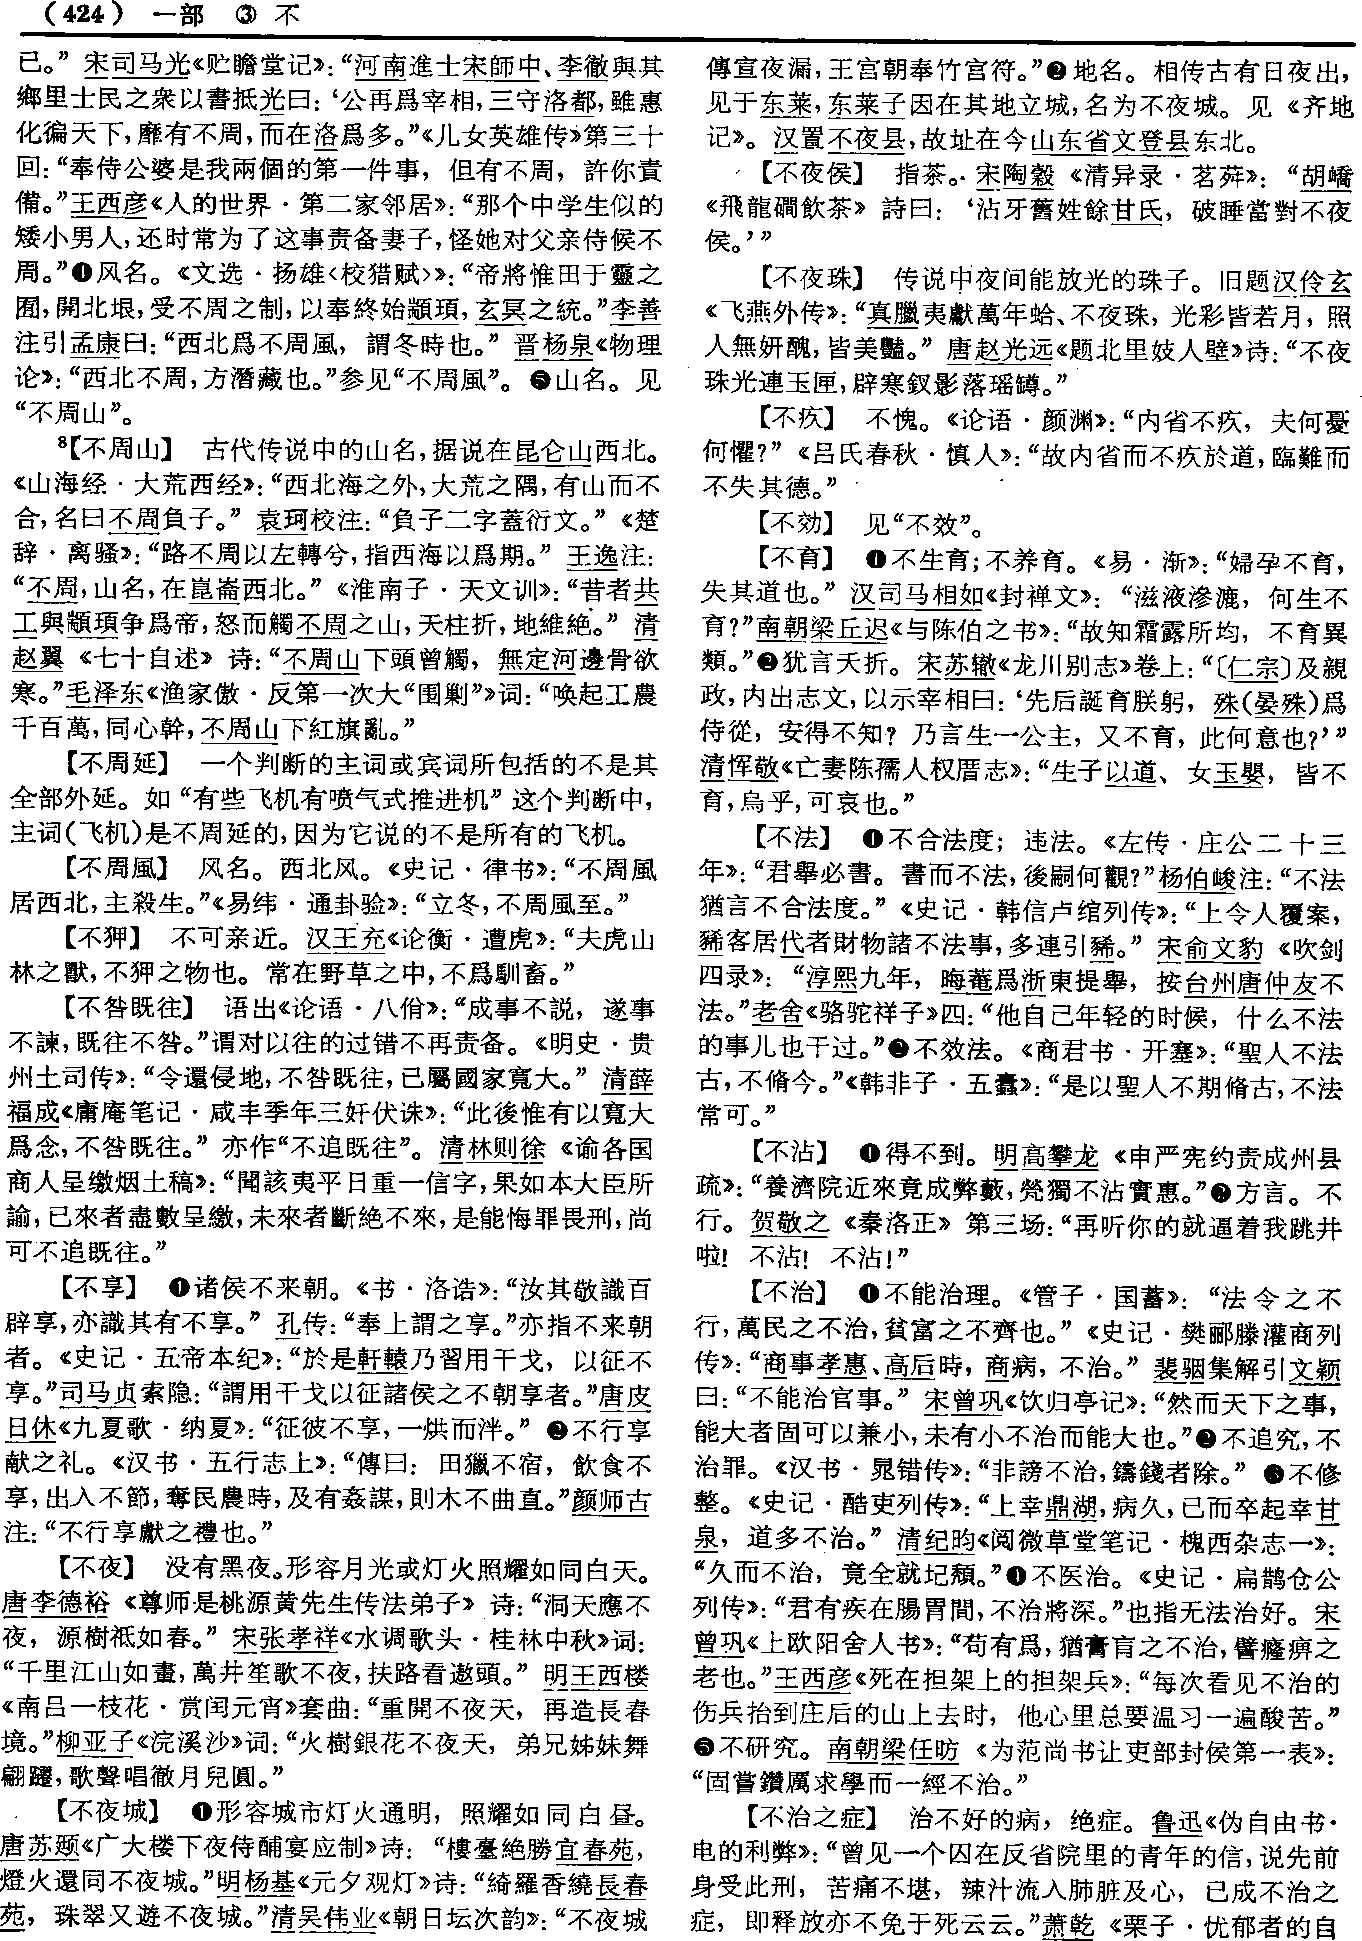 （424） 一部 ③ 不
已。”宋司马光《贮瞻堂记》：“河南進士宋師中、李徹與其
鄉里士民之衆以書抵光曰：‘公再爲宰相，三守洛都，雖惠
化徧天下，靡有不周，而在洛爲多。”《儿女英雄传》第三十
回：“奉侍公婆是我兩個的第一件事，但有不周，許你責
備。”王西彦《人的世界·第二家邻居》：“那个中学生似的
矮小男人，还时常为了这事责备妻子，怪她对父亲侍候不
周。”❹风名。《文选·扬雄〈校猎赋〉》：“帝將惟田于靈之
囿，開北垠，受不周之制，以奉終始顓頊，玄冥之統。”李善
注引孟康曰：“西北爲不周風，謂冬時也。”晋杨泉《物理
论》：“西北不周，方潛藏也。”参见“不周風”。❺山名。见
“不周山”。
⁸【不周山】 古代传说中的山名，据说在昆仑山西北。
《山海经·大荒西经》：“西北海之外，大荒之隅，有山而不
合，名曰不周負子。”袁珂校注：“負子二字蓋衍文。”《楚
辞·离骚》：“路不周以左轉兮，指西海以爲期。”王逸注：
“不周，山名，在崑崙西北。”《淮南子·天文训》：“昔者共
工與顓頊争爲帝，怒而觸不周之山，天柱折，地維絶。”清
赵翼《七十自述》诗：“不周山下頭曾觸，無定河邊骨欲
寒。”毛泽东《渔家傲·反第一次大“围剿”》词：“唤起工農
千百萬，同心幹，不周山下紅旗亂。”
【不周延】 一个判断的主词或宾词所包括的不是其
全部外延。如“有些飞机有喷气式推进机”这个判断中，
主词（飞机）是不周延的，因为它说的不是所有的飞机。
【不周風】 风名。西北风。《史记·律书》：“不周風
居西北，主殺生。”《易纬·通卦验》：“立冬，不周風至。”
【不狎】 不可亲近。汉王充《论衡·遭虎》：“夫虎山
林之獸，不狎之物也。常在野草之中，不爲馴畜。”
【不咎既往】 语出《论语·八佾》：“成事不説，遂事
不諫，既往不咎。”谓对以往的过错不再责备。《明史·贵
州土司传》：“令還侵地，不咎既往，已屬國家寬大。”清薛
福成《庸庵笔记·咸丰季年三奸伏诛》：“此後惟有以寬大
爲念，不咎既往。”亦作“不追既往”。清林则徐《谕各国
商人呈缴烟土稿》：“聞該夷平日重一信字，果如本大臣所
諭，已來者盡數呈繳，未來者斷絶不來，是能悔罪畏刑，尚
可不追既往。”
【不享】 ❶诸侯不来朝。《书·洛诰》：“汝其敬識百
辟享，亦識其有不享。”孔传：“奉上謂之享。”亦指不来朝
者。《史记·五帝本纪》：“於是軒轅乃習用干戈，以征不
享。”司马贞索隐：“謂用干戈以征諸侯之不朝享者。”唐皮
日休《九夏歌·纳夏》：“征彼不享，一烘而泮。”❷不行享
献之礼。《汉书·五行志上》：“傳曰：田獵不宿，飲食不
享，出入不節，奪民農時，及有姦謀，則木不曲直。”颜师古
注：“不行享獻之禮也。”
【不夜】 没有黑夜。形容月光或灯火照耀如同白天。
唐李德裕《尊师是桃源黄先生传法弟子》诗：“洞天應不
夜，源樹衹如春。”宋张孝祥《水调歌头·桂林中秋》词：
“千里江山如畫，萬井笙歌不夜，扶路看遨頭。”明王西楼
《南吕一枝花·赏闰元宵》套曲：“重開不夜天，再造長春
境。”柳亚子《浣溪沙》词：“火樹銀花不夜天，弟兄姊妹舞
翩躚，歌聲唱徹月兒圓。”
【不夜城】 ❶形容城市灯火通明，照耀如同白昼。
唐苏颋《广大楼下夜侍酺宴应制》诗：“樓臺絶勝宜春苑，
燈火還同不夜城。”明杨基《元夕观灯》诗：“綺羅香繞長春
苑，珠翠又遊不夜城。”清吴伟业《朝日坛次韵》：“不夜城
傳宣夜漏，王宫朝奉竹宫符。”❷地名。相传古有日夜出，
见于东莱，东莱子因在其地立城，名为不夜城。见《齐地
记》。汉置不夜县，故址在今山东省文登县东北。
【不夜侯】 指茶。宋陶穀《清异录·茗荈》：“胡嶠
《飛龍磵飲茶》詩曰：‘沾牙舊姓餘甘氏，破睡當對不夜
侯。’”
【不夜珠】 传说中夜间能放光的珠子。旧题汉伶玄
《飞燕外传》：“真臘夷獻萬年蛤、不夜珠，光彩皆若月，照
人無妍醜，皆美豔。”唐赵光远《题北里妓人壁》诗：“不夜
珠光連玉匣，辟寒釵影落瑶罇。”
【不疚】 不愧。《论语·颜渊》：“内省不疚，夫何憂
何懼？”《吕氏春秋·慎人》：“故内省而不疚於道，臨難而
不失其德。”
【不効】 见“不效”。
【不育】 ❶不生育；不养育。《易·渐》：“婦孕不育，
失其道也。”汉司马相如《封禅文》：“滋液滲漉，何生不
育？”南朝梁丘迟《与陈伯之书》：“故知霜露所均，不育異
類。”❷犹言夭折。宋苏辙《龙川别志》卷上：“〔仁宗〕及親
政，内出志文，以示宰相曰：‘先后誕育朕躬，殊（晏殊）爲
侍從，安得不知？乃言生一公主，又不育，此何意也？’”
清恽敬《亡妻陈孺人权厝志》：“生子以道、女玉嬰，皆不
育，烏乎，可哀也。”
【不法】 ❶不合法度；违法。《左传·庄公二十三
年》：“君舉必書。書而不法，後嗣何觀？”杨伯峻注：“不法
猶言不合法度。”《史记·韩信卢绾列传》：“上令人覆案，
豨客居代者財物諸不法事，多連引豨。”宋俞文豹《吹剑
四录》：“淳熙九年，晦菴爲浙東提舉，按台州唐仲友不
法。”老舍《骆驼祥子》四：“他自己年轻的时候，什么不法
的事儿也干过。”❷不效法。《商君书·开塞》：“聖人不法
古，不脩今。”《韩非子·五蠹》：“是以聖人不期脩古，不法
常可。”
【不沾】 ❶得不到。明高攀龙《申严宪约责成州县
疏》：“養濟院近來竟成弊藪，煢獨不沾實惠。”❷方言。不
行。贺敬之《秦洛正》第三场：“再听你的就逼着我跳井
啦！不沾！不沾！”
【不治】 ❶不能治理。《管子·国蓄》：“法令之不
行，萬民之不治，貧富之不齊也。”《史记·樊郦滕灌商列
传》：“商事孝惠、高后時，商病，不治。”裴骃集解引文颖
曰：“不能治官事。”宋曾巩《饮归亭记》：“然而天下之事，
能大者固可以兼小，未有小不治而能大也。”❷不追究，不
治罪。《汉书·晁错传》：“非謗不治，鑄錢者除。”❸不修
整。《史记·酷吏列传》：“上幸鼎湖，病久，已而卒起幸甘
泉，道多不治。”清纪昀《阅微草堂笔记·槐西杂志一》：
“久而不治，竟全就圮頽。”❹不医治。《史记·扁鹊仓公
列传》：“君有疾在腸胃間，不治將深。”也指无法治好。宋
曾巩《上欧阳舍人书》：“苟有爲，猶膏肓之不治，譬癃痹之
老也。”王西彦《死在担架上的担架兵》：“每次看见不治的
伤兵抬到庄后的山上去时，他心里总要温习一遍酸苦。”
❺不研究。南朝梁任昉《为范尚书让吏部封侯第一表》：
“固嘗鑽厲求學而一經不治。”
【不治之症】 治不好的病，绝症。鲁迅《伪自由书·
电的利弊》：“曾见一个囚在反省院里的青年的信，说先前
身受此刑，苦痛不堪，辣汁流入肺脏及心，已成不治之
症，即释放亦不免于死云云。”萧乾《栗子·忧郁者的自